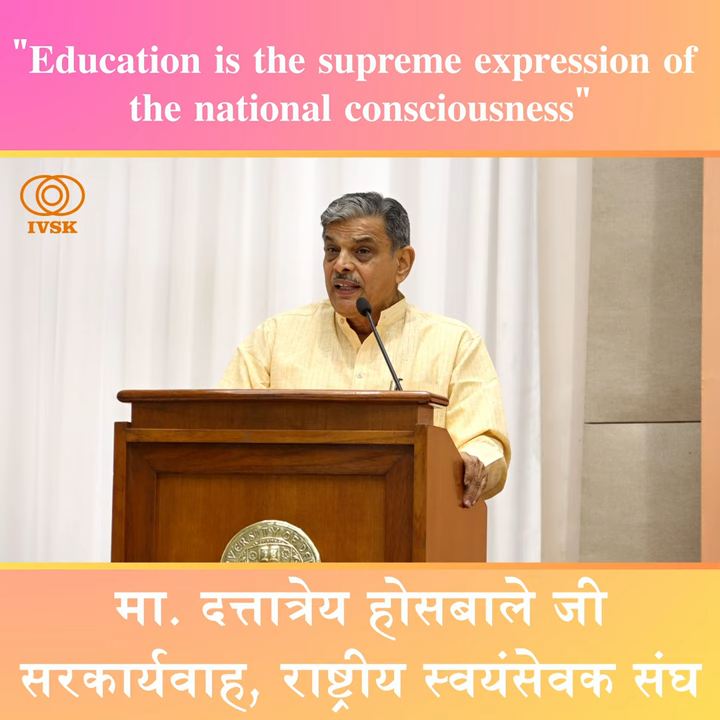 "Education is the supreme expression of
the national consciousness"
IVSK
मा. दत्तात्रेय होसबाले जी
सरकार्यवाह, राष्ट्रीय स्वयंसेवक संघ